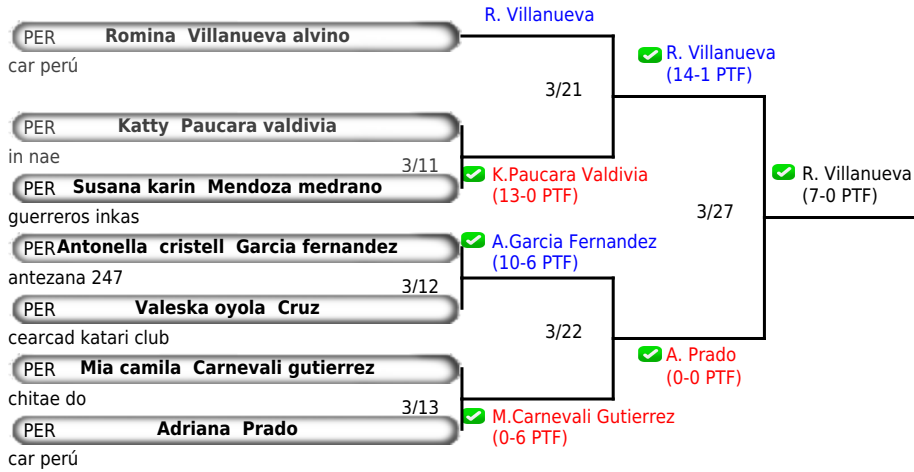 R. Villanueva
PER Romina Villanueva alvino
car perú
R. Villanueva
(14-1 PTF)
3/21
PER Katty Paucara valdivia
in nae
3/11
K.Paucara Valdivia
(13-0 PTF)
PER Susana karin Mendoza medrano
guerreros inkas
R. Villanueva
(7-0 PTF)
3/27
PER Antonella cristell Garcia fernandez
antezana 247
A.Garcia Fernandez
(10-6 PTF)
3/12
PER Valeska oyola Cruz
cearcad katari club
3/22
PER Mia camila Carnevali gutierrez
chitae do
A. Prado
(0-0 PTF)
3/13
M.Carnevali Gutierrez
(0-6 PTF)
PER Adriana Prado
car perú